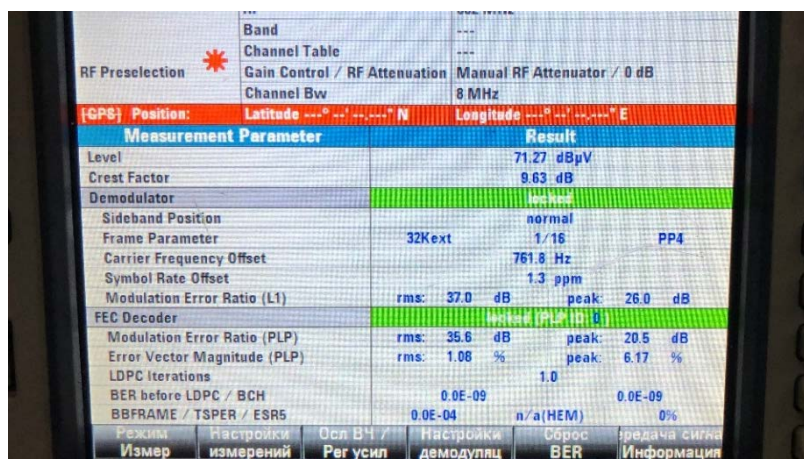 Band ---
Channel Table ---
RF Preselection Gain Control / RF Attenuation Manual RF Attenuator / 0 dB
Channel Bw 8 MHz
[GPS] Position: Latitude ---° --' --.---" N Longitude ---° --' --.---" E
Measurement Parameter Result
Level 71.27 dBµV
Crest Factor 9.63 dB
Demodulator locked
Sideband Position normal
Frame Parameter 32Kext 1/16 PP4
Carrier Frequency Offset 761.8 Hz
Symbol Rate Offset 1.3 ppm
Modulation Error Ratio (L1) rms: 37.0 dB peak: 26.0 dB
FEC Decoder locked (PLP ID: 0)
Modulation Error Ratio (PLP) rms: 35.6 dB peak: 20.5 dB
Error Vector Magnitude (PLP) rms: 1.08 % peak: 6.17 %
LDPC Iterations 1.0
BER before LDPC / BCH 0.0E-09 0.0E-09
BBFRAME / TSPER / ESR5 0.0E-04 n/a(HEM) 0%
Режим Настройки Осл ВЧ / Настройки Сброс ередача сигна
Измер измерений Рег усил демодуляц BER Информация